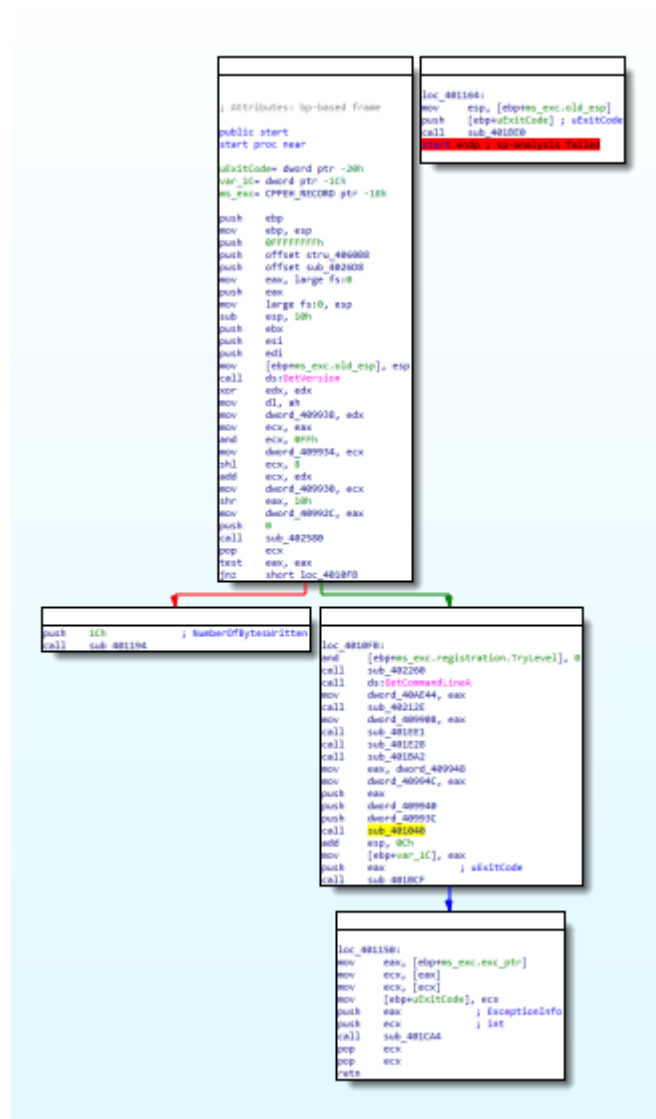 ; Attributes: bp-based frame
public start
start proc near
uExitCode= dword ptr -20h
var_1C= dword ptr -1Ch
ms_exc= CPPEH_RECORD ptr -18h
push ebp
mov ebp, esp
push 0FFFFFFFFh
push offset stru_4060B8
push offset sub_4026D8
mov eax, large fs:0
push eax
mov large fs:0, esp
sub esp, 10h
push ebx
push esi
push edi
mov [ebp+ms_exc.old_esp], esp
call ds:GetVersion
xor edx, edx
mov dl, ah
mov dword_409938, edx
mov ecx, eax
and ecx, 0FFh
mov dword_409934, ecx
shl ecx, 8
add ecx, edx
mov dword_409930, ecx
shr eax, 10h
mov dword_40992C, eax
push 0
call sub_402580
pop ecx
test eax, eax
jnz short loc_4010FB
loc_401164:
mov esp, [ebp+ms_exc.old_esp]
push [ebp+uExitCode] ; uExitCode
call
start endp ; sp-analysis failed
push 1Ch ; NumberOfBytesWritten
call sub_401194
loc_4010FB:
and [ebp+ms_exc.registration.TryLevel], 0
call sub_402260
call ds:GetCommandLineA
mov dword_40AE44, eax
call sub_40212E
mov dword_409908, eax
call sub_401EE1
call sub_401E28
call sub_401BA2
mov eax, dword_409948
mov dword_40994C, eax
push eax
push dword_409940
push dword_40993C
call sub_401040
add esp, 0Ch
mov [ebp+var_1C], eax
push eax ; uExitCode
call sub_401BCF
loc_401150:
mov eax, [ebp+ms_exc.exc_ptr]
mov ecx, [eax]
mov ecx, [ecx]
mov [ebp+uExitCode], ecx
push eax ; ExceptionInfo
push ecx ; int
call sub_401CA4
pop ecx
pop ecx
retn